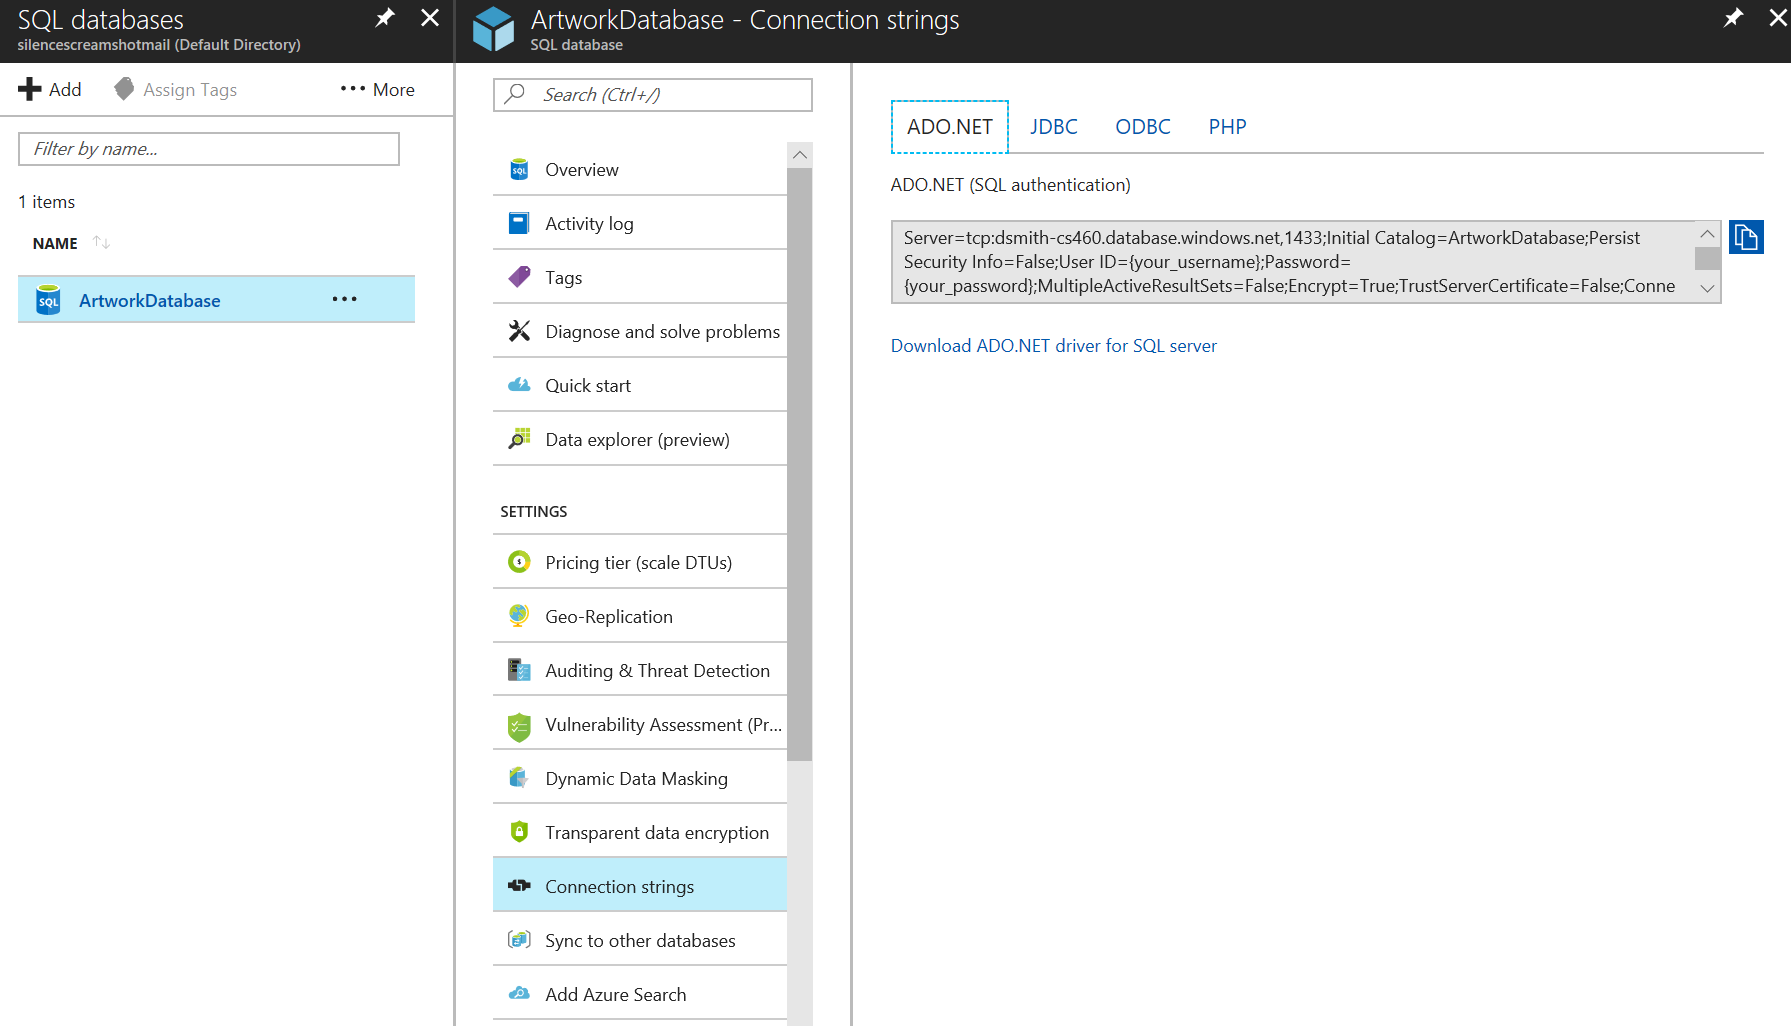 SQL databases
silencescreamshotmail (Default Directory)
Add
Assign Tags
More
Filter by name...
1 items
NAME
SQL
ArtworkDatabase
ArtworkDatabase - Connection strings
SQL database
Search (Ctrl+/)
SQL
Overview
Activity log
Tags
Diagnose and solve problems
Quick start
Data explorer (preview)
SETTINGS
Pricing tier (scale DTUs)
Geo-Replication
Auditing & Threat Detection
Vulnerability Assessment (Pr...
Dynamic Data Masking
Transparent data encryption
Connection strings
Sync to other databases
Add Azure Search
ADO.NET JDBC ODBC PHP
ADO.NET (SQL authentication)
Server=tcp:dsmith-cs460.database.windows.net,1433;Initial Catalog=ArtworkDatabase;Persist
Security Info=False;User ID={your_username};Password=
{your_password};MultipleActiveResultSets=False;Encrypt=True;TrustServerCertificate=False;Conne
Download ADO.NET driver for SQL server